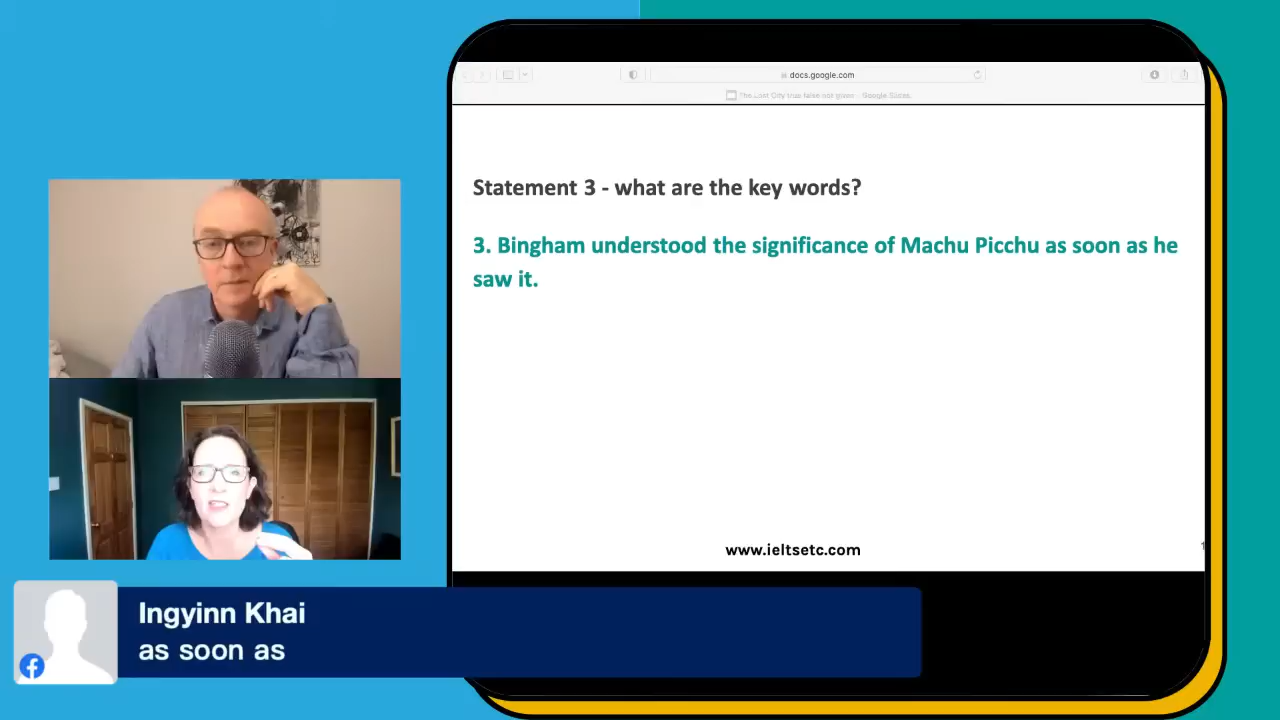 docs.google.com
Statement 3 - what are the key words?
3. Bingham understood the significance of Machu Picchu as soon as he
saw it.
www.ieltsetc.com
Ingyinn Khai
as soon as